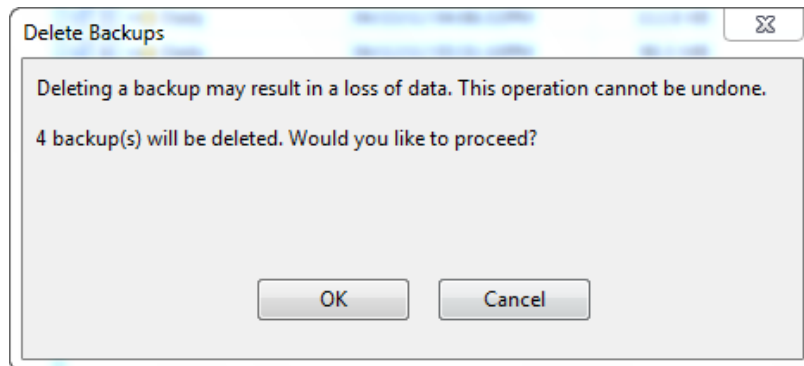 Delete Backups
Deleting a backup may result in a loss of data. This operation cannot be undone.
4 backup(s) will be deleted. Would you like to proceed?
OK
Cancel